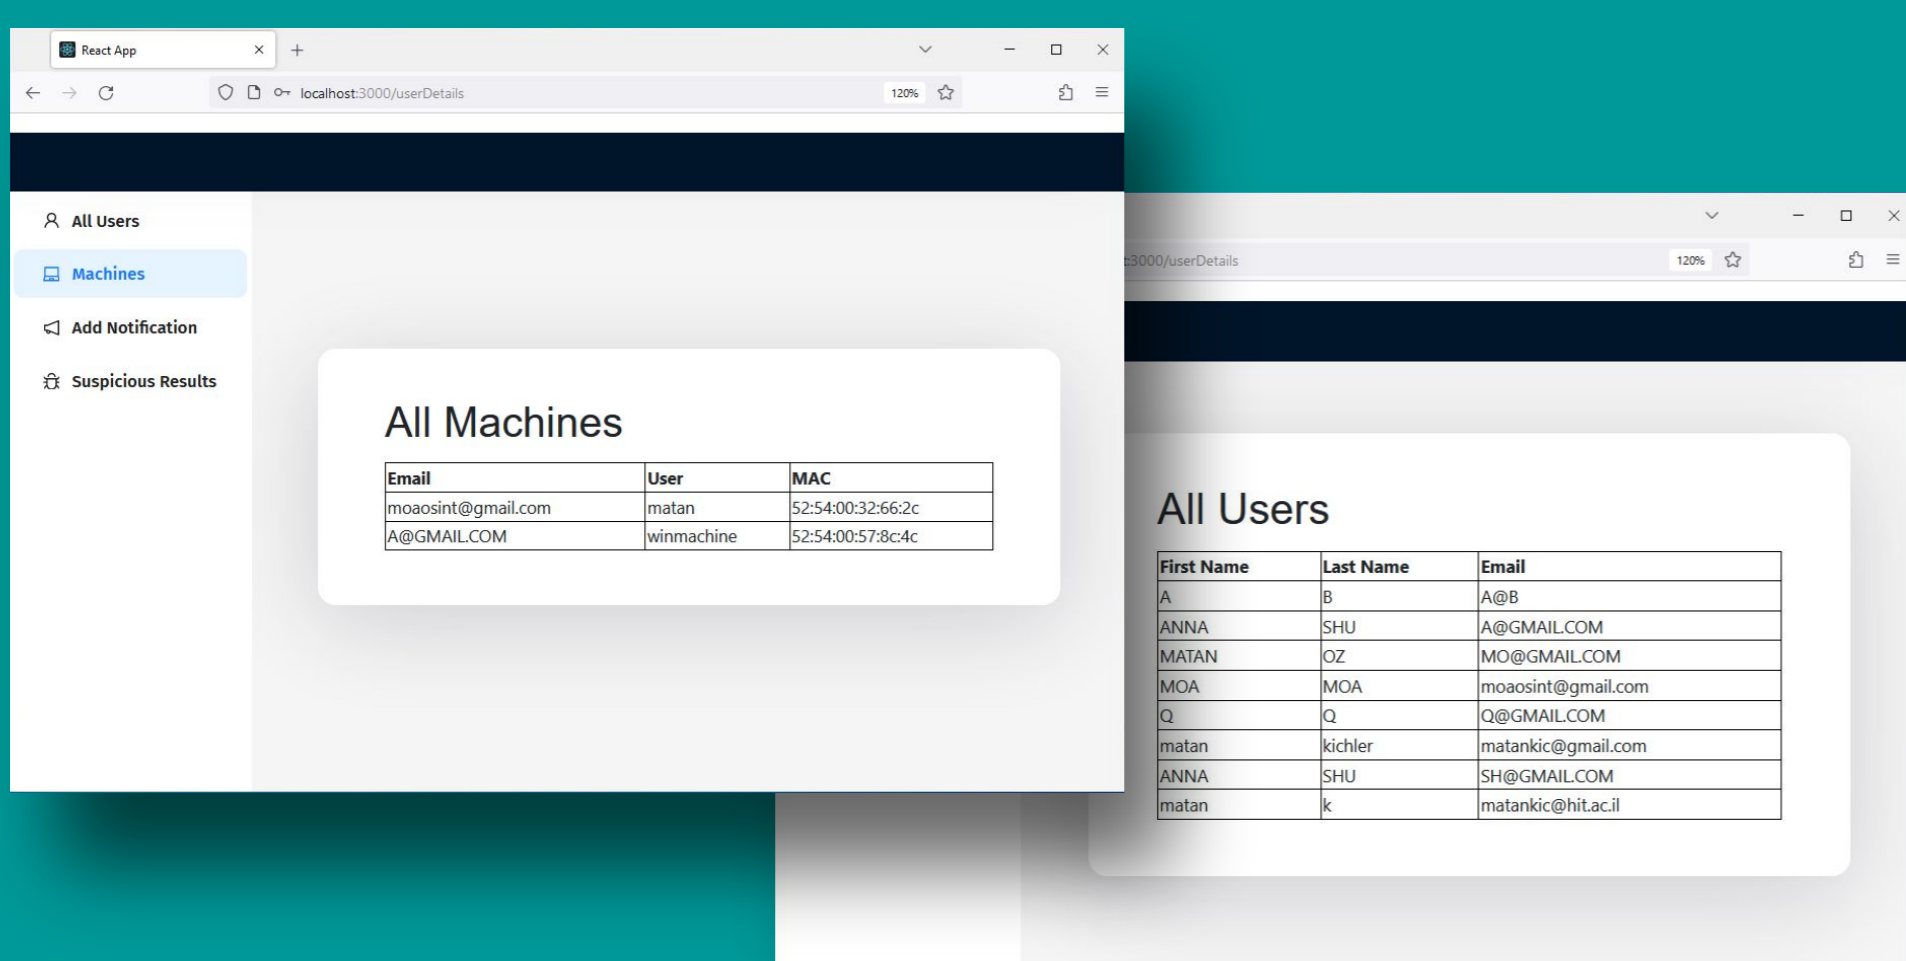 React App
localhost:3000/userDetails 120%
All Users
Machines
Add Notification
Suspicious Results
All Machines
Email User MAC
moaosint@gmail.com matan 52:54:00:32:66:2c
A@GMAIL.COM winmachine 52:54:00:57:8c:4c
t:3000/userDetails 120%
All Users
First Name Last Name Email
A B A@B
ANNA SHU A@GMAIL.COM
MATAN OZ MO@GMAIL.COM
MOA MOA moaosint@gmail.com
Q Q Q@GMAIL.COM
matan kichler matankic@gmail.com
ANNA SHU SH@GMAIL.COM
matan k matankic@hit.ac.il